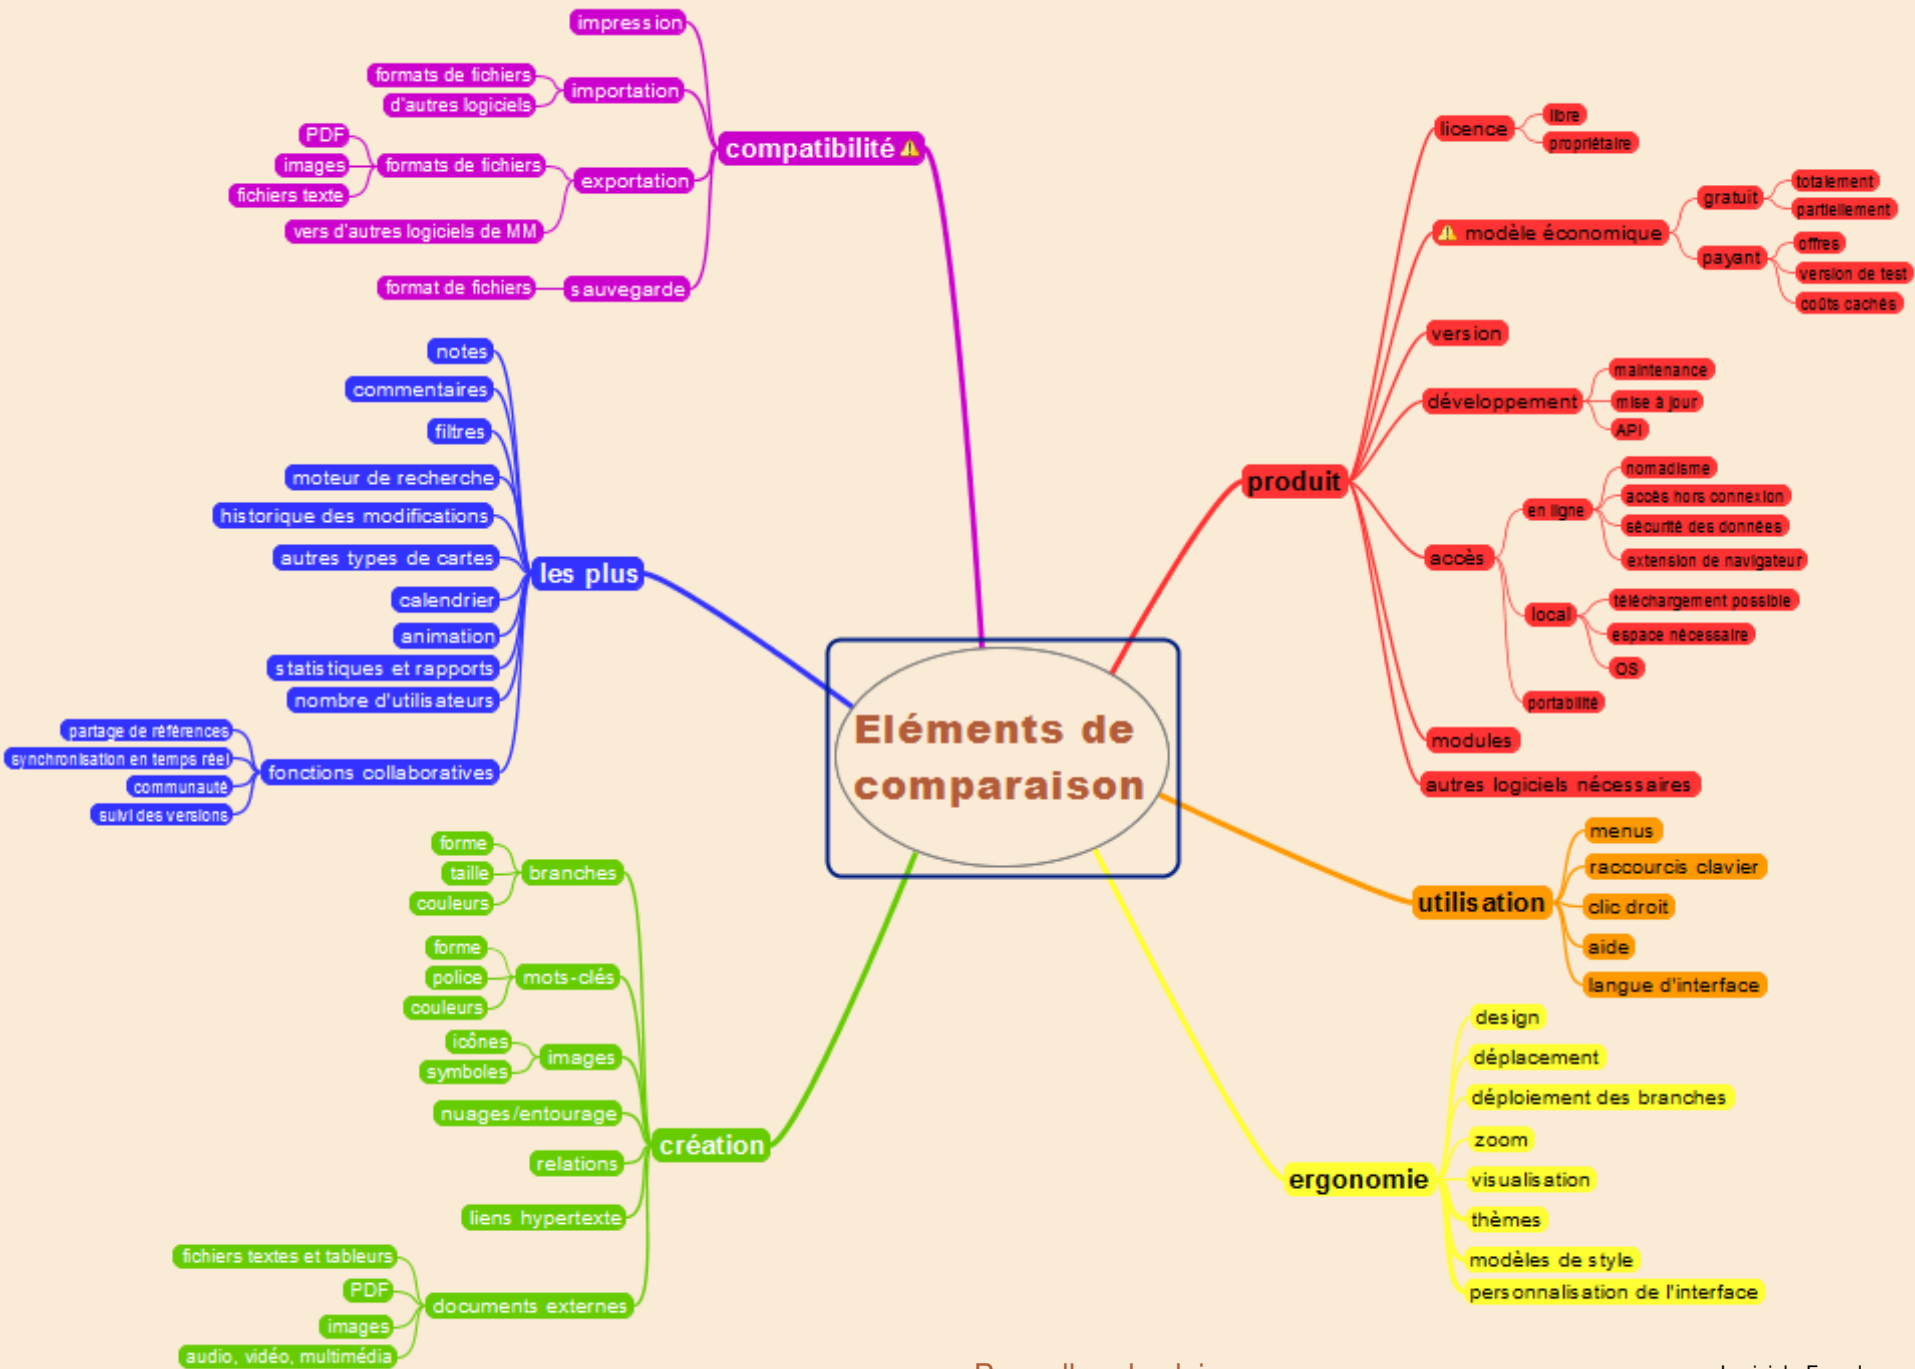 Eléments de
comparaison
compatibilité
impression
importation
formats de fichiers
d'autres logiciels
exportation
formats de fichiers
PDF
images
fichiers texte
vers d'autres logiciels de MM
sauvegarde
format de fichiers
les plus
notes
commentaires
filtres
moteur de recherche
historique des modifications
autres types de cartes
calendrier
animation
statistiques et rapports
nombre d'utilisateurs
fonctions collaboratives
partage de références
synchronisation en temps réel
communauté
suivi des versions
création
branches
forme
taille
couleurs
mots-clés
forme
police
couleurs
images
icônes
symboles
nuages/entourage
relations
liens hypertexte
documents externes
fichiers textes et tableurs
PDF
images
audio, vidéo, multimédia
produit
licence
libre
propriétaire
modèle économique
gratuit
totalement
partiellement
payant
offres
version de test
coûts cachés
version
développement
maintenance
mise à jour
API
accès
en ligne
nomadisme
accès hors connexion
sécurité des données
extension de navigateur
local
téléchargement possible
espace nécessaire
OS
portabilité
modules
autres logiciels nécessaires
utilisation
menus
raccourcis clavier
clic droit
aide
langue d'interface
ergonomie
design
déplacement
déploiement des branches
zoom
visualisation
thèmes
modèles de style
personnalisation de l'interface